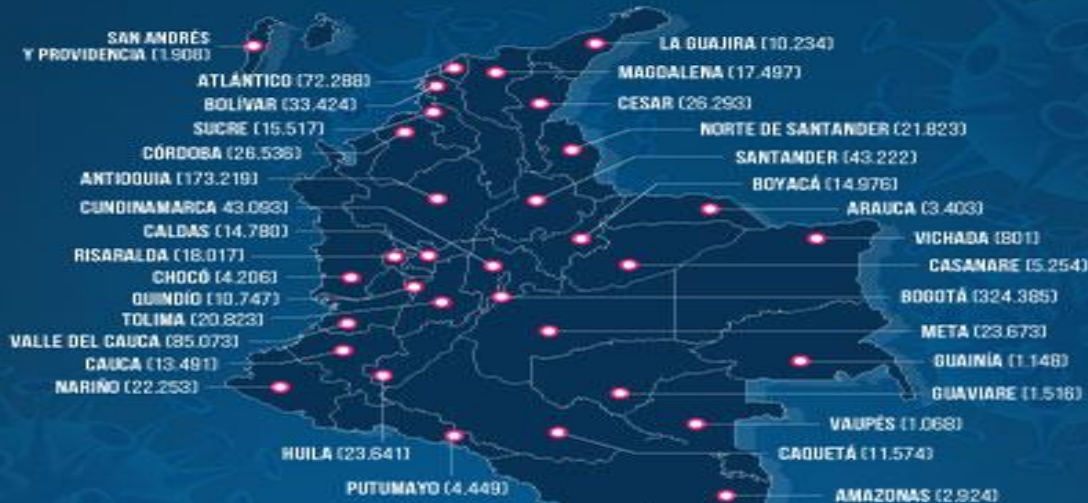 SAN ANDRÉS
Y PROVIDENCIA (1.908)
ATLÁNTICO (72.288)
BOLÍVAR (33.424)
SUCRE (15.517)
CÓRDOBA (26.536)
ANTIOQUIA (173.219)
CUNDINAMARCA 43.093)
CALDAS (14.780)
RISARALDA (18.017)
CHOCÓ (4.206)
QUINDÍO (10.747)
TOLIMA (20.823)
VALLE DEL CAUCA (85.073)
CAUCA (13.491)
NARIÑO (22.253)
HUILA (23.641)
PUTUMAYO (4.449)
LA GUAJIRA (10.234)
MAGDALENA (17.497)
CESAR (26.293)
NORTE DE SANTANDER (21.823)
SANTANDER (43.222)
BOYACÁ (14.976)
ARAUCA (3.403)
VICHADA (801)
CASANARE (5.254)
BOGOTÁ (324.385)
META (23.673)
GUAINÍA (1.148)
GUAVIARE (1.516)
VAUPÉS (1.068)
CAQUETÁ (11.574)
AMAZONAS (2.924)